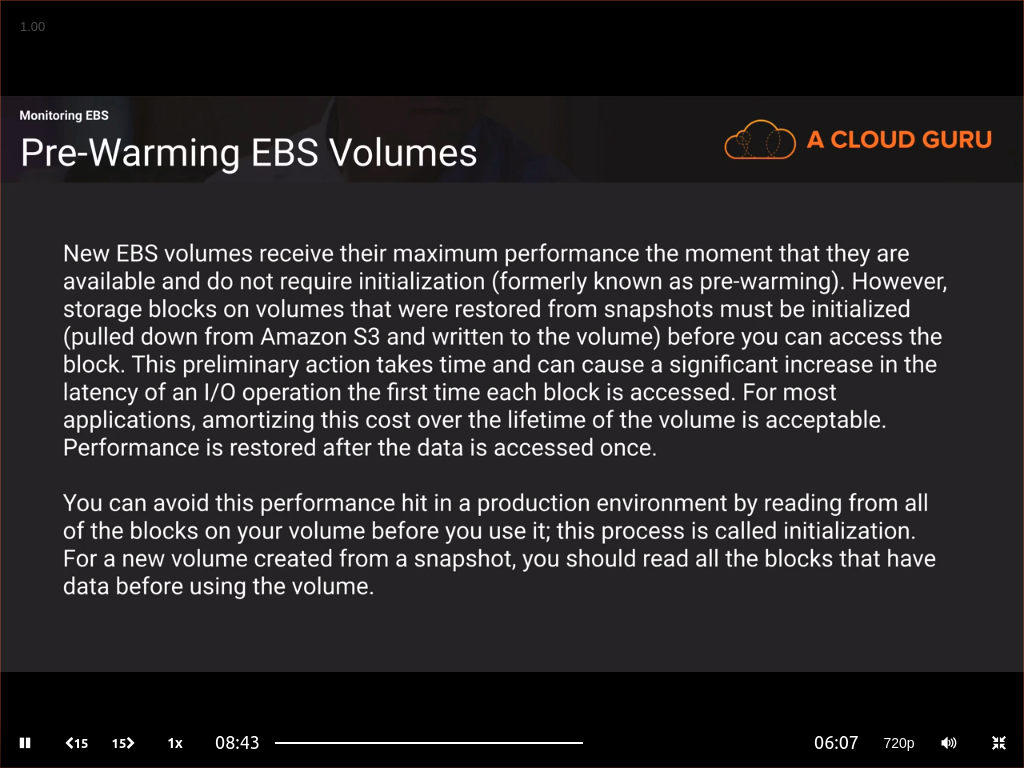 1.00
Monitoring EBS
Pre-Warming EBS Volumes
A CLOUD GURU
New EBS volumes receive their maximum performance the moment that they are
available and do not require initialization (formerly known as pre-warming). However,
storage blocks on volumes that were restored from snapshots must be initialized
(pulled down from Amazon S3 and written to the volume) before you can access the
block. This preliminary action takes time and can cause a significant increase in the
latency of an I/O operation the first time each block is accessed. For most
applications, amortizing this cost over the lifetime of the volume is acceptable.
Performance is restored after the data is accessed once.
You can avoid this performance hit in a production environment by reading from all
of the blocks on your volume before you use it; this process is called initialization.
For a new volume created from a snapshot, you should read all the blocks that have
data before using the volume.
15 15 1x 08:43 06:07 720p